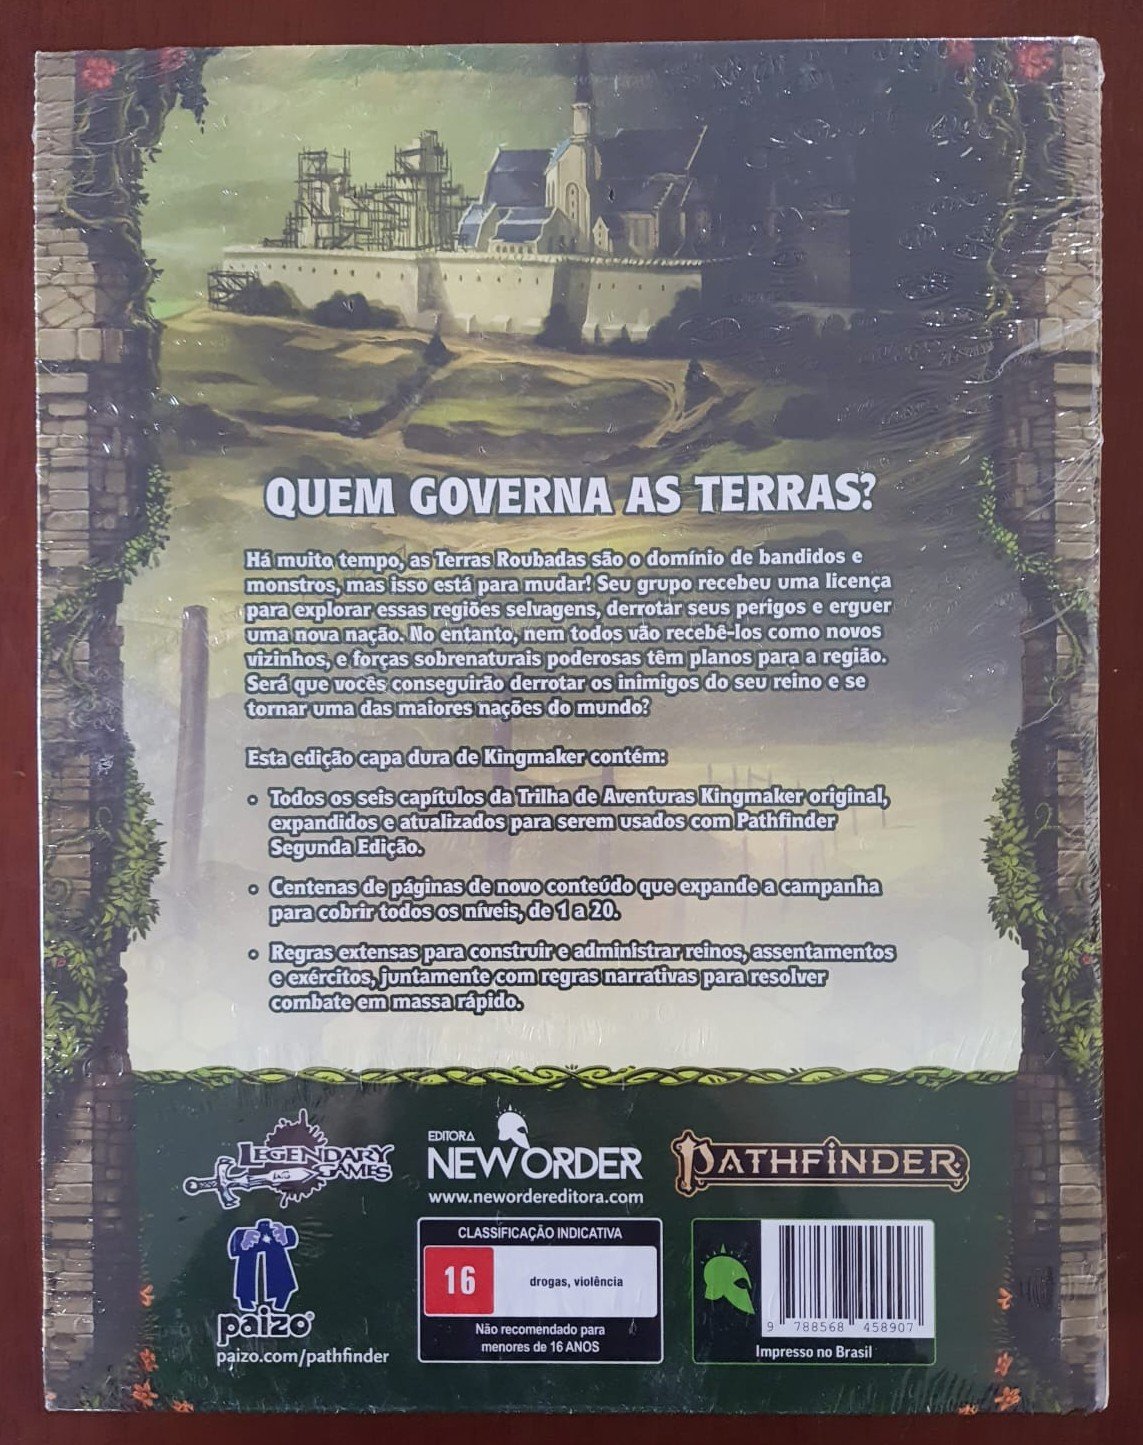 QUEM GOVERNA AS TERRAS?
Há muito tempo, as Terras Roubadas são o domínio de bandidos e
monstros, mas isso está para mudar! Seu grupo recebeu uma licença
para explorar essas regiões selvagens, derrotar seus perigos e erguer
uma nova nação. No entanto, nem todos vão recebê-los como novos
vizinhos, e forças sobrenaturais poderosas têm planos para a região.
Será que vocês conseguirão derrotar os inimigos do seu reino e se
tornar uma das maiores nações do mundo?
Esta edição capa dura de Kingmaker contém:
• Todos os seis capítulos da Trilha de Aventuras Kingmaker original,
expandidos e atualizados para serem usados com Pathfinder
Segunda Edição.
• Centenas de páginas de novo conteúdo que expande a campanha
para cobrir todos os níveis, de 1 a 20.
• Regras extensas para construir e administrar reinos, assentamentos
e exércitos, juntamente com regras narrativas para resolver
combate em massa rápido.
LEGENDARY
GAMES
EDITORA
NEW ORDER
www.newordereditora.com
PATHFINDER
paizo
paizo.com/pathfinder
CLASSIFICAÇÃO INDICATIVA
16
drogas, violência
Não recomendado para
menores de 16 ANOS
9 788568 458907
Impresso no Brasil